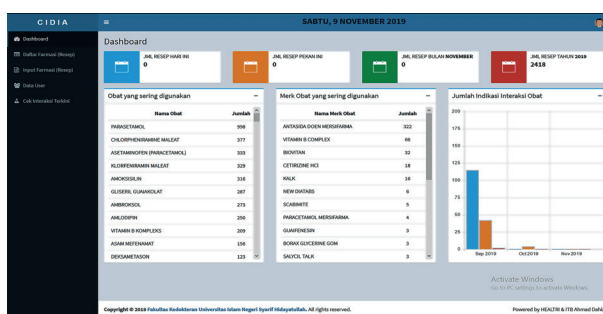 CIDIA
SABTU, 9 NOVEMBER 2019
Dashboard
Daftar Farmasi (Resep)
Input Farmasi (Resep)
Data User
Cek Interaksi Terkini
Dashboard
JML RESEP HARI INI
0
JML RESEP PEKAN INI
0
JML RESEP BULAN NOVEMBER
0
JML RESEP TAHUN 2019
2418
Obat yang sering digunakan
Nama Obat Jumlah
PARASETAMOL 598
CHLORPHENIRAMINE MALEAT 377
ASETAMINOFEN (PARACETAMOL) 333
KLORFENIRAMIN MALEAT 329
AMOKSISILIN 316
GLISERIL GUAIAKOLAT 287
AMBROKSOL 273
AMLODIPIN 250
VITAMIN B KOMPLEKS 209
ASAM MEFENAMAT 156
DEKSAMETASON 123
Merk Obat yang sering digunakan
Nama Merk Obat Jumlah
ANTASIDA DOEN MERSIFARMA 322
VITAMIN B COMPLEX 66
BIOVITAN 32
CETIRIZINE HCI 18
KALK 16
NEW DIATABS 6
SCABIMITE 5
PARACETAMOL MERSIFARMA 4
GUAIFENESIN 3
BORAX GLYCERINE GOM 3
SALYCIL TALK 3
Jumlah Indikasi Interaksi Obat
200
175
150
125
100
75
50
25
0
Sep 2019 Oct 2019 Nov 2019
Activate Windows
Go to PC settings to activate Windows.
Copyright © 2019 Fakultas Kedokteran Universitas Islam Negeri Syarif Hidayatullah. All rights reserved.
Powered by HEALTRI & ITB Ahmad Dahl